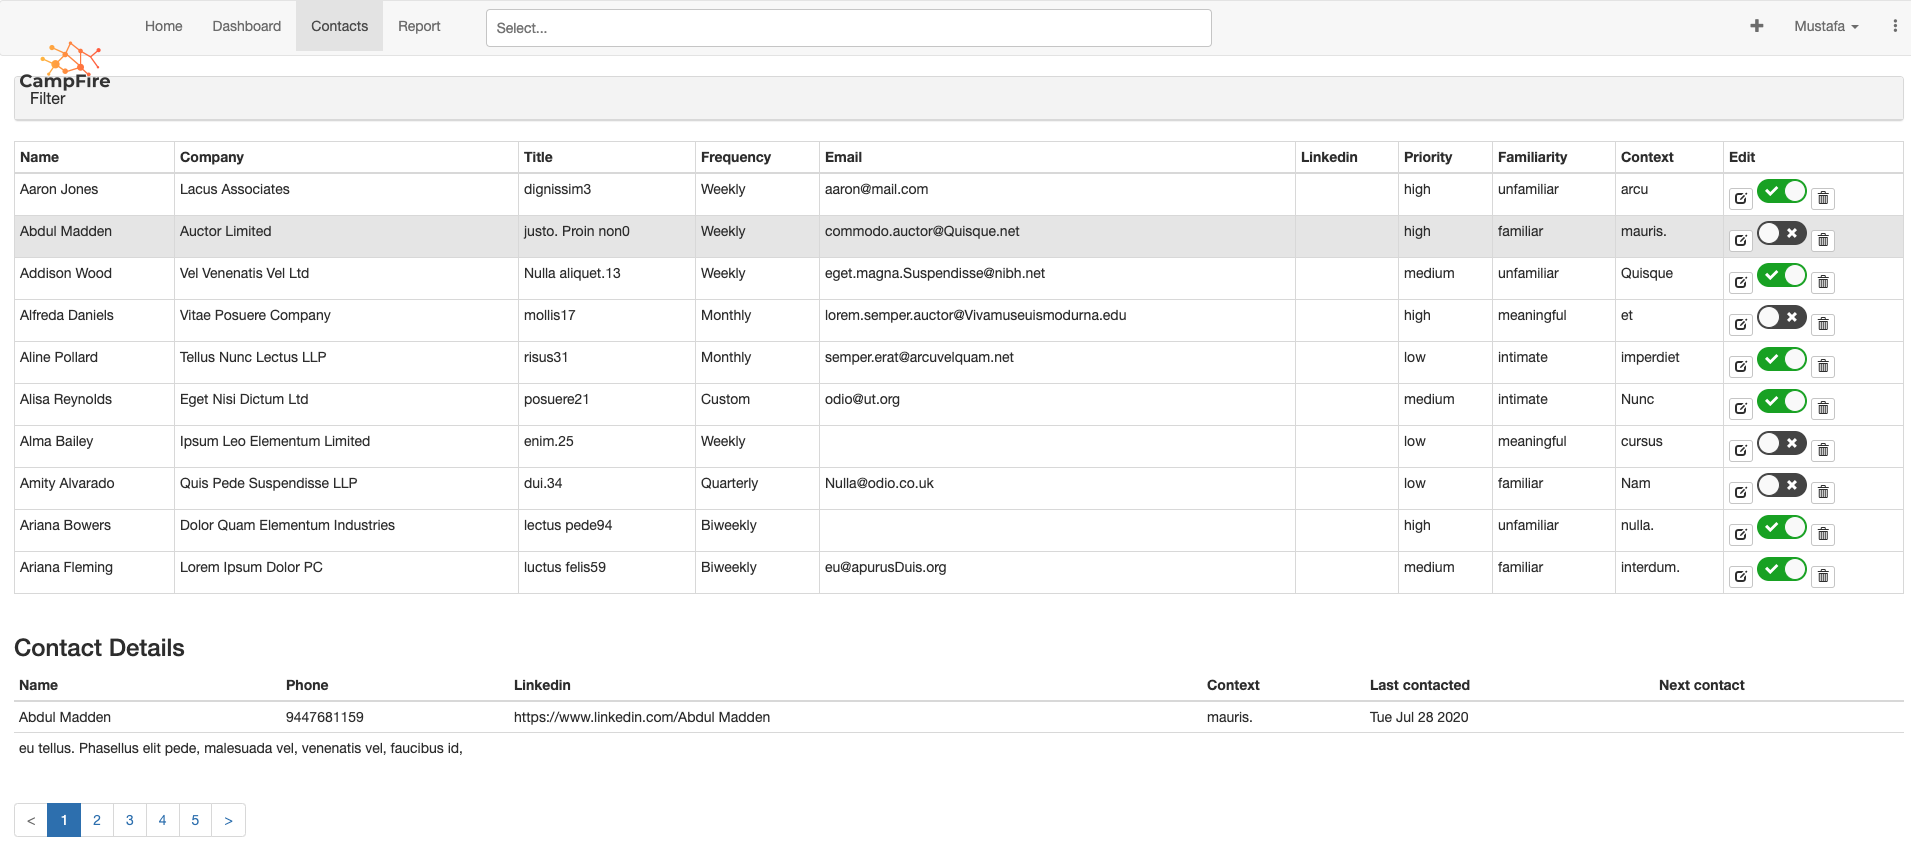 Home Dashboard Contacts Report Select... Mustafa
CampFire
Filter
Name Company Title Frequency Email Linkedin Priority Familiarity Context Edit
Aaron Jones Lacus Associates dignissim3 Weekly aaron@mail.com high unfamiliar arcu
Abdul Madden Auctor Limited justo. Proin non0 Weekly commodo.auctor@Quisque.net high familiar mauris.
Addison Wood Vel Venenatis Vel Ltd Nulla aliquet.13 Weekly eget.magna.Suspendisse@nibh.net medium unfamiliar Quisque
Alfreda Daniels Vitae Posuere Company mollis17 Monthly lorem.semper.auctor@Vivamuseuismodurna.edu high meaningful et
Aline Pollard Tellus Nunc Lectus LLP risus31 Monthly semper.erat@arcuvelquam.net low intimate imperdiet
Alisa Reynolds Eget Nisi Dictum Ltd posuere21 Custom odio@ut.org medium intimate Nunc
Alma Bailey Ipsum Leo Elementum Limited enim.25 Weekly low meaningful cursus
Amity Alvarado Quis Pede Suspendisse LLP dui.34 Quarterly Nulla@odio.co.uk low familiar Nam
Ariana Bowers Dolor Quam Elementum Industries lectus pede94 Biweekly high unfamiliar nulla.
Ariana Fleming Lorem Ipsum Dolor PC luctus felis59 Biweekly eu@apurusDuis.org medium familiar interdum.
Contact Details
Name Phone Linkedin Context Last contacted Next contact
Abdul Madden 9447681159 https://www.linkedin.com/Abdul Madden mauris. Tue Jul 28 2020
eu tellus. Phasellus elit pede, malesuada vel, venenatis vel, faucibus id,
< 1 2 3 4 5 >